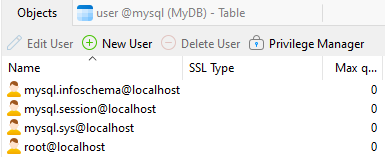 Objects user @mysql (MyDB) - Table
Edit User New User Delete User Privilege Manager
Name SSL Type Max q...
mysql.infoschema@localhost 0
mysql.session@localhost 0
mysql.sys@localhost 0
root@localhost 0